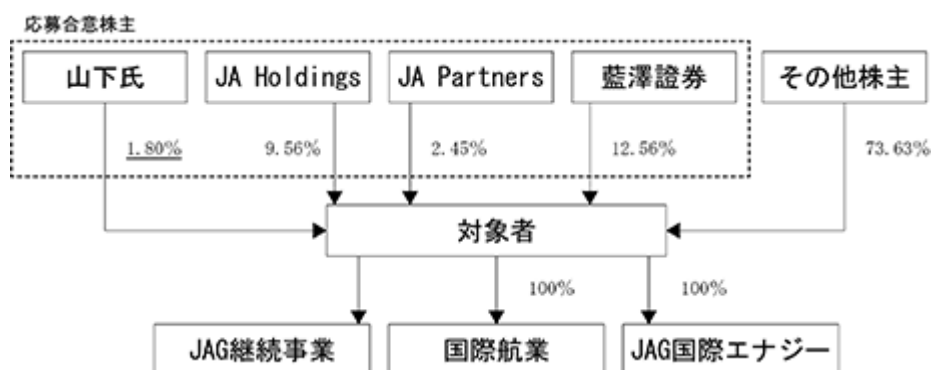 応募合意株主
山下氏
JA Holdings
JA Partners
藍澤證券
その他株主
1.80%
9.56%
2.45%
12.56%
73.63%
対象者
100%
100%
JAG継続事業
国際航業
JAG国際エナジー